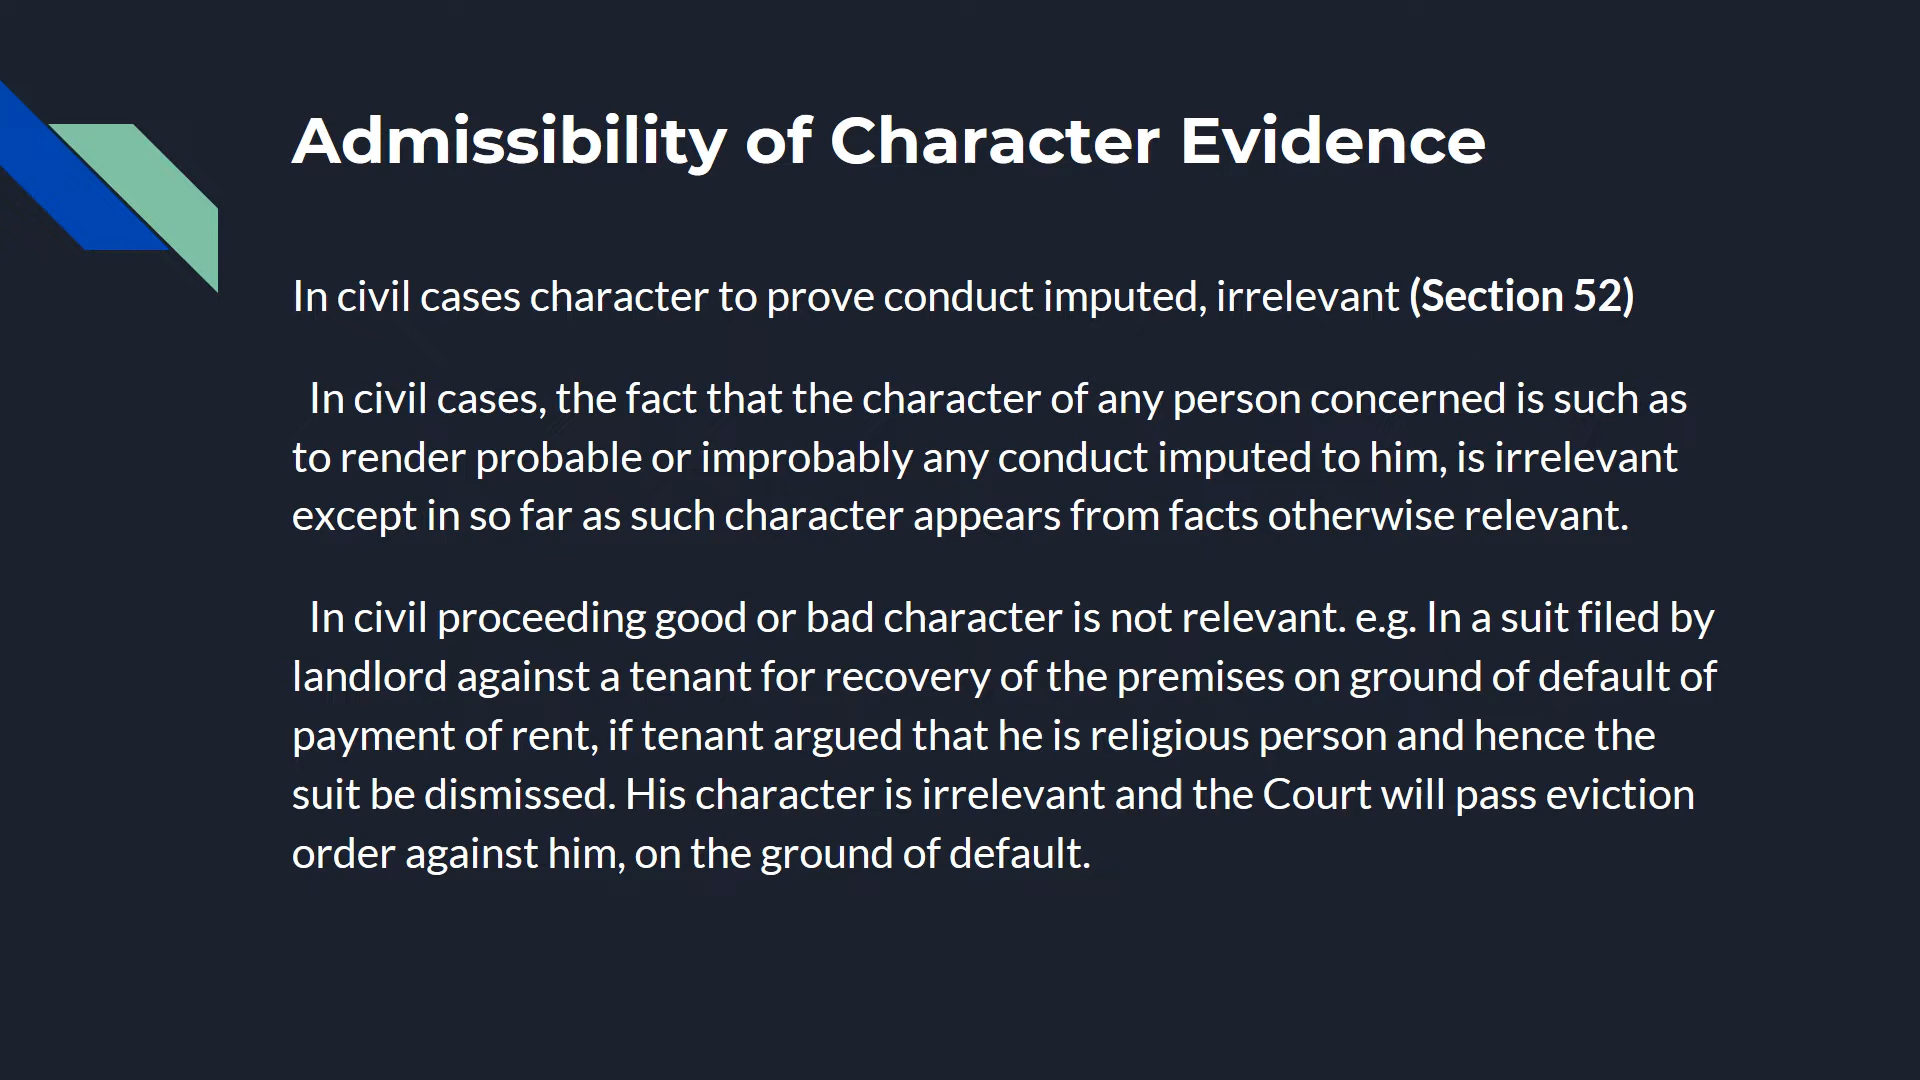 Admissibility of Character Evidence
In civil cases character to prove conduct imputed, irrelevant (Section 52)
In civil cases, the fact that the character of any person concerned is such as
to render probable or improbably any conduct imputed to him, is irrelevant
except in so far as such character appears from facts otherwise relevant.
In civil proceeding good or bad character is not relevant. e.g. In a suit filed by
landlord against a tenant for recovery of the premises on ground of default of
payment of rent, if tenant argued that he is religious person and hence the
suit be dismissed. His character is irrelevant and the Court will pass eviction
order against him, on the ground of default.